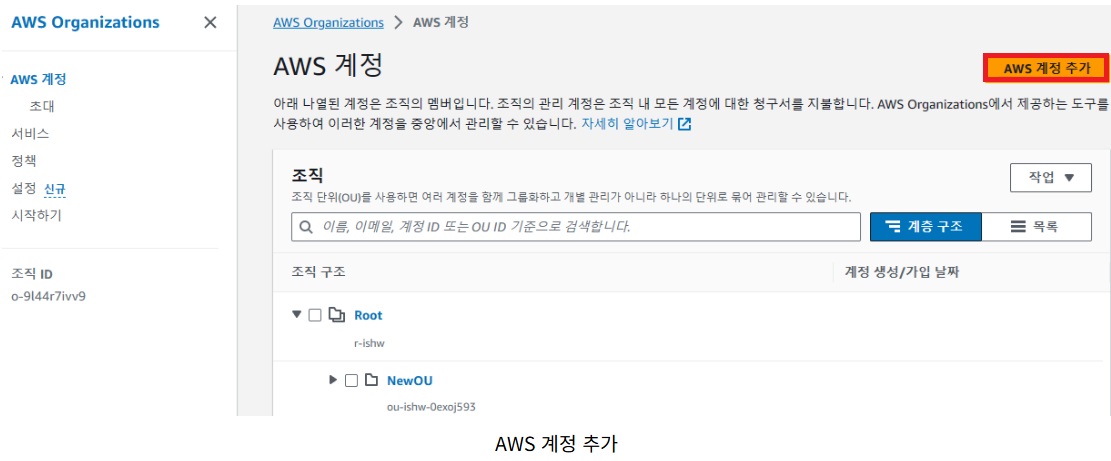 AWS Organizations
AWS 계정
초대
서비스
정책
설정 신규
시작하기
조직 ID
o-9l44r7ivv9
AWS Organizations > AWS 계정
AWS 계정
AWS 계정 추가
아래 나열된 계정은 조직의 멤버입니다. 조직의 관리 계정은 조직 내 모든 계정에 대한 청구서를 지불합니다. AWS Organizations에서 제공하는 도구를
사용하여 이러한 계정을 중앙에서 관리할 수 있습니다. 자세히 알아보기
조직
작업
조직 단위(OU)를 사용하면 여러 계정을 함께 그룹화하고 개별 관리가 아니라 하나의 단위로 묶어 관리할 수 있습니다.
이름, 이메일, 계정 ID 또는 OU ID 기준으로 검색합니다.
계층 구조
목록
조직 구조
계정 생성/가입 날짜
Root
r-ishw
NewOU
ou-ishw-0exoj593
AWS 계정 추가